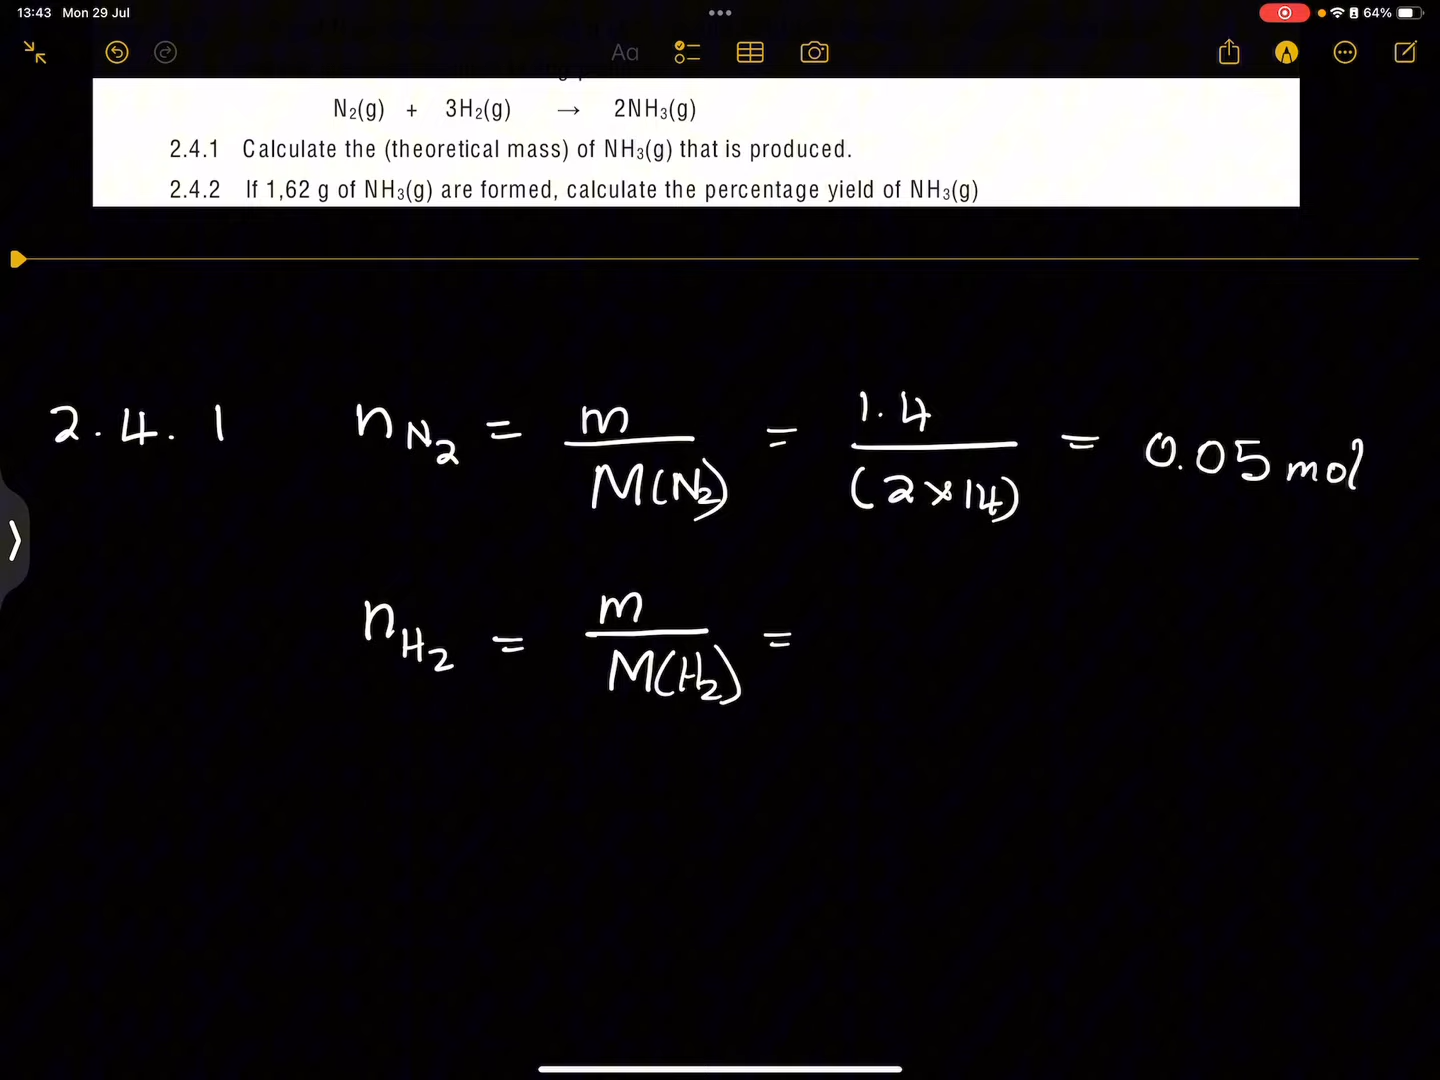 13:43 Mon 29 Jul
64%
Aa
N₂(g) + 3H₂(g) → 2NH₃(g)
2.4.1 Calculate the (theoretical mass) of NH₃(g) that is produced.
2.4.2 If 1,62 g of NH₃(g) are formed, calculate the percentage yield of NH₃(g)
2.4.1 n N₂ = m / M(N₂) = 1.4 / (2×14) = 0.05 mol
n H₂ = m / M(H₂) =